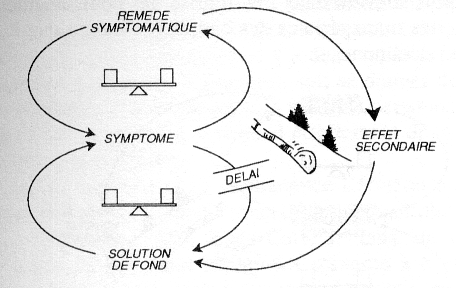 REMEDE
SYMPTOMATIQUE
SYMPTOME
EFFET
SECONDAIRE
DELAI
SOLUTION
DE FOND